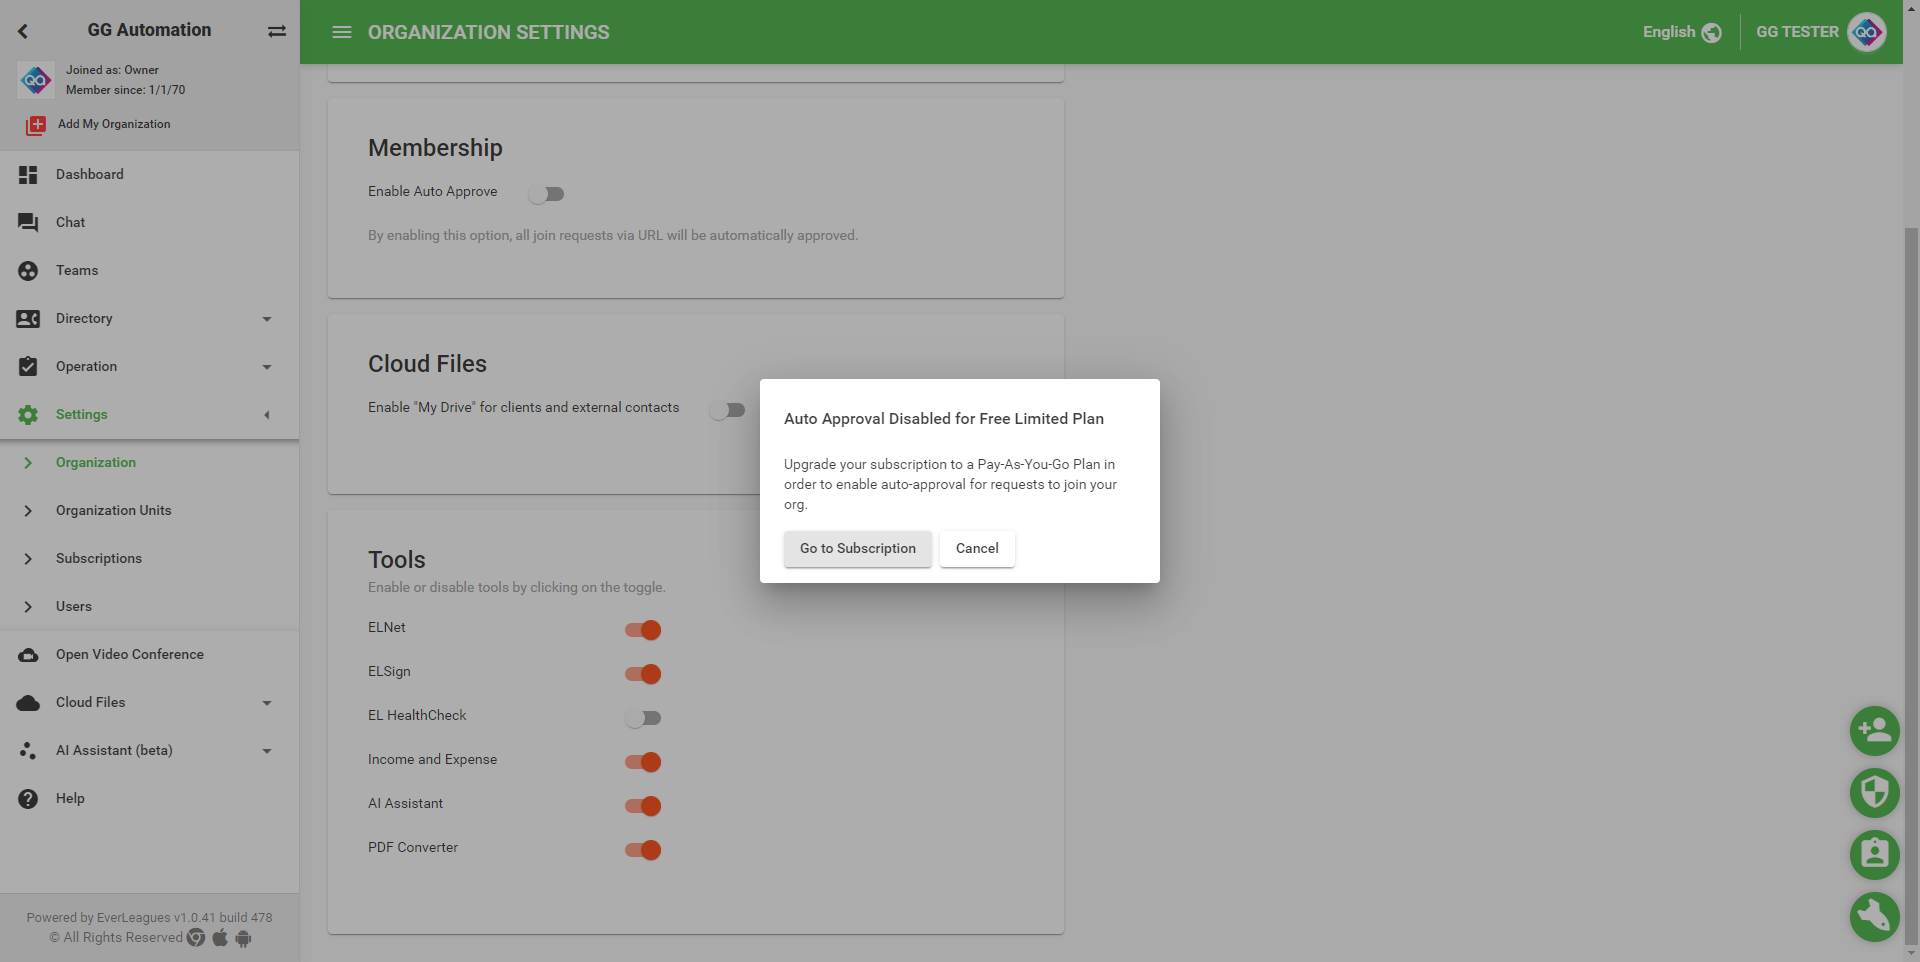 GG Automation
Joined as: Owner
Member since: 1/1/70
Add My Organization
Dashboard
Chat
Teams
Directory
Operation
Settings
Organization
Organization Units
Subscriptions
Users
Open Video Conference
Cloud Files
AI Assistant (beta)
Help
Powered by EverLeagues v1.0.41 build 478
© All Rights Reserved
ORGANIZATION SETTINGS
English
GG TESTER
Membership
Enable Auto Approve
By enabling this option, all join requests via URL will be automatically approved.
Cloud Files
Enable "My Drive" for clients and external contacts
Tools
Enable or disable tools by clicking on the toggle.
ELNet
ELSign
EL HealthCheck
Income and Expense
AI Assistant
PDF Converter
Auto Approval Disabled for Free Limited Plan
Upgrade your subscription to a Pay-As-You-Go Plan in
order to enable auto-approval for requests to join your
org.
Go to Subscription
Cancel